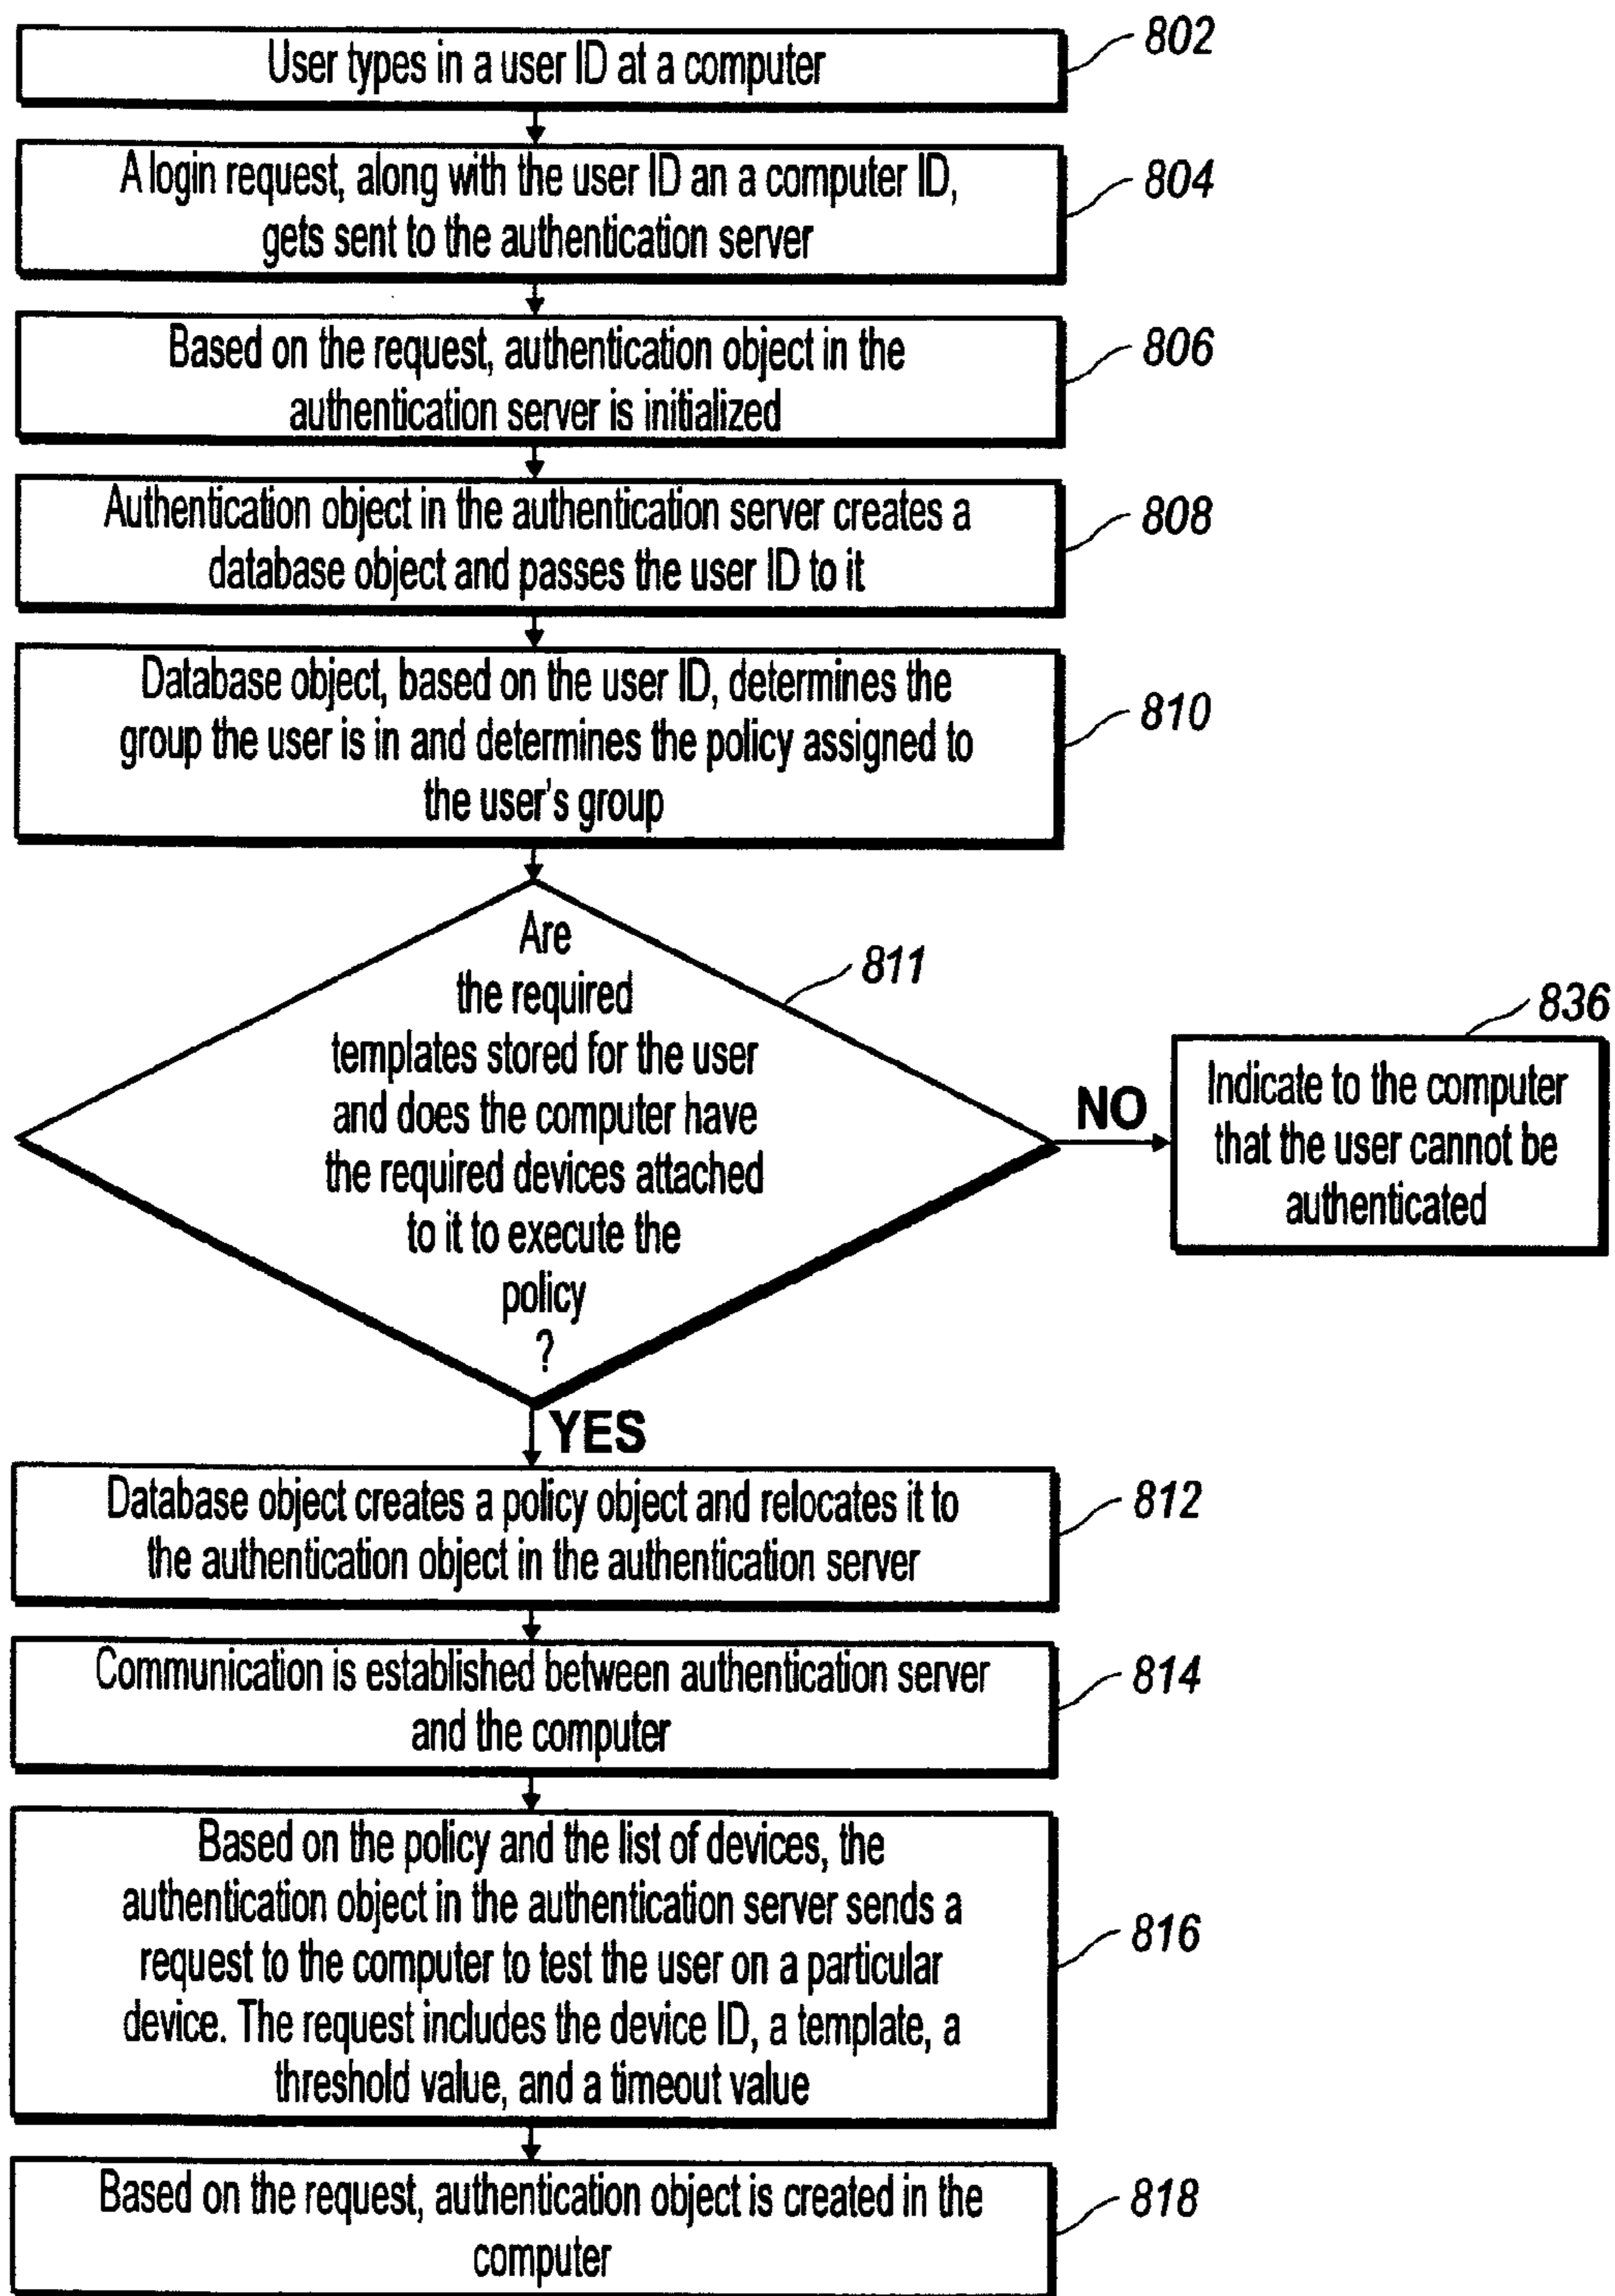 User types in a user ID at a computer
802
A login request, along with the user ID an a computer ID,
gets sent to the authentication server
804
Based on the request, authentication object in the
authentication server is initialized
806
Authentication object in the authentication server creates a
database object and passes the user ID to it
808
Database object, based on the user ID, determines the
group the user is in and determines the policy assigned to
the user's group
810
Are
the required
templates stored for the user
and does the computer have
the required devices attached
to it to execute the
policy
?
811
NO
836
Indicate to the computer
that the user cannot be
authenticated
YES
Database object creates a policy object and relocates it to
the authentication object in the authentication server
812
Communication is established between authentication server
and the computer
814
Based on the policy and the list of devices, the
authentication object in the authentication server sends a
request to the computer to test the user on a particular
device. The request includes the device ID, a template, a
threshold value, and a timeout value
816
Based on the request, authentication object is created in the
computer
818